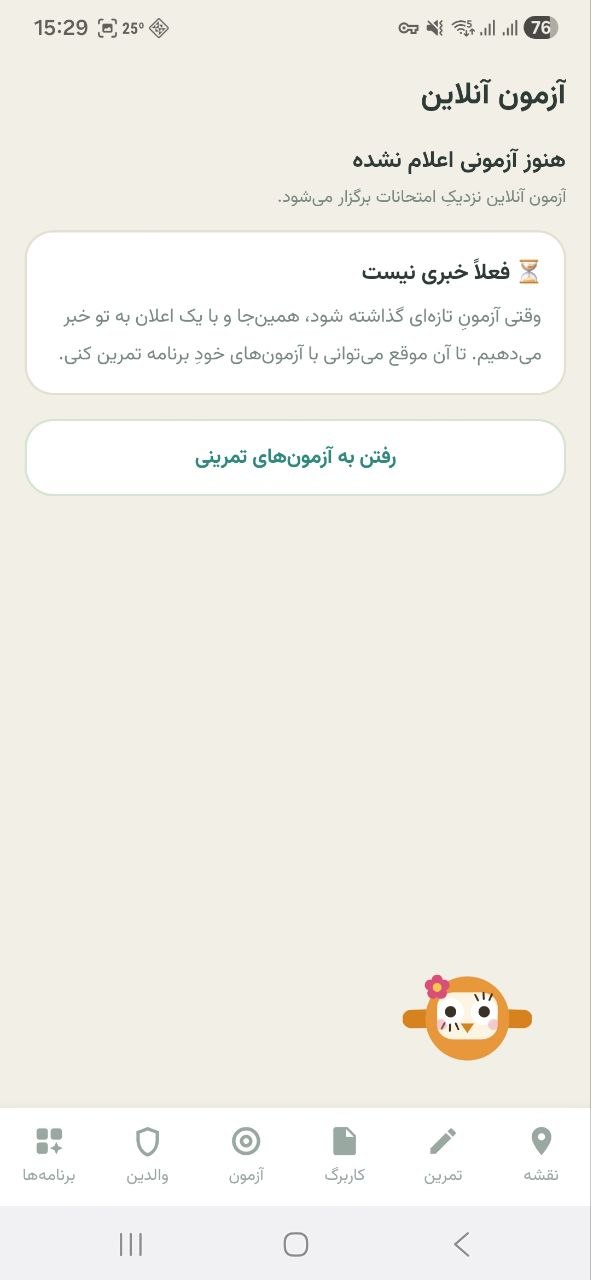 15:29 25° 5 76
آزمون آنلاین
هنوز آزمونی اعلام نشده
آزمون آنلاین نزدیکِ امتحانات برگزار می‌شود.
⏳ فعلاً خبری نیست
وقتی آزمونِ تازه‌ای گذاشته شود، همین‌جا و با یک اعلان به تو خبر
می‌دهیم. تا آن موقع می‌توانی با آزمون‌های خودِ برنامه تمرین کنی.
رفتن به آزمون‌های تمرینی
نقشه
تمرین
کاربرگ
آزمون
والدین
برنامه‌ها